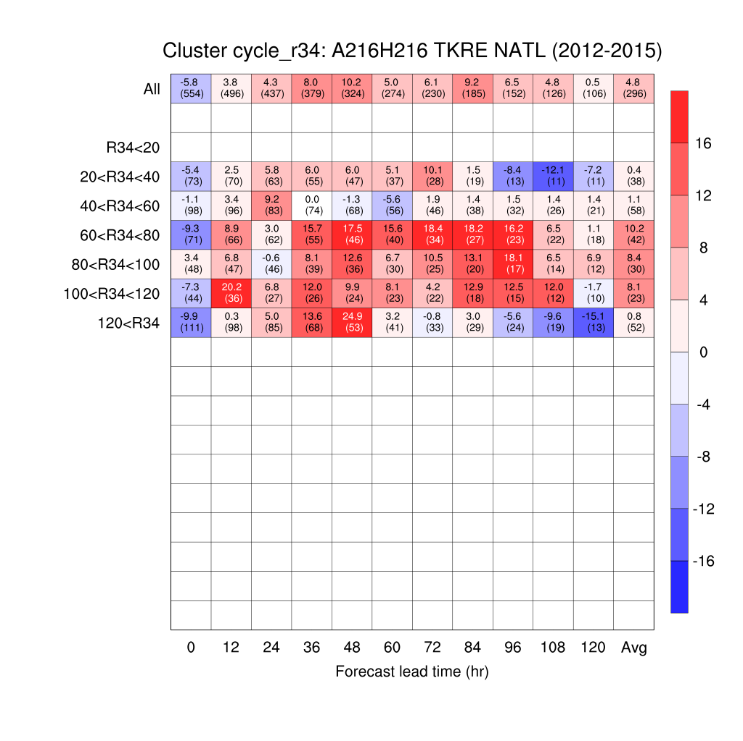 Cluster cycle_r34: A216H216 TKRE NATL (2012-2015)
All -5.8 3.8 4.3 8.0 10.2 5.0 6.1 9.2 6.5 4.8 0.5 4.8
(554) (496) (437) (379) (324) (274) (230) (185) (152) (126) (106) (296)
R34<20
20<R34<40 -5.4 2.5 5.8 6.0 6.0 5.1 10.1 1.5 -8.4 -12.1 -7.2 0.4
(73) (70) (63) (55) (47) (37) (28) (19) (13) (11) (11) (38)
40<R34<60 -1.1 3.4 9.2 0.0 -1.3 -5.6 1.9 1.4 1.5 1.4 1.4 1.1
(98) (96) (83) (74) (68) (56) (46) (38) (32) (26) (21) (58)
60<R34<80 -9.3 8.9 3.0 15.7 17.5 15.6 18.4 18.2 16.2 6.5 1.1 10.2
(71) (66) (62) (55) (46) (40) (34) (27) (23) (22) (18) (42)
80<R34<100 3.4 6.8 -0.6 8.1 12.6 6.7 10.5 13.1 18.1 6.5 6.9 8.4
(48) (47) (46) (39) (36) (30) (25) (20) (17) (14) (12) (30)
100<R34<120 -7.3 20.2 6.8 12.0 9.9 8.1 4.2 12.9 12.5 12.0 -1.7 8.1
(44) (36) (27) (26) (24) (23) (22) (18) (15) (12) (10) (23)
120<R34 -9.9 0.3 5.0 13.6 24.9 3.2 -0.8 3.0 -5.6 -9.6 -15.1 0.8
(111) (98) (85) (68) (53) (41) (33) (29) (24) (19) (13) (52)
0 12 24 36 48 60 72 84 96 108 120 Avg
Forecast lead time (hr)
16
12
8
4
0
-4
-8
-12
-16